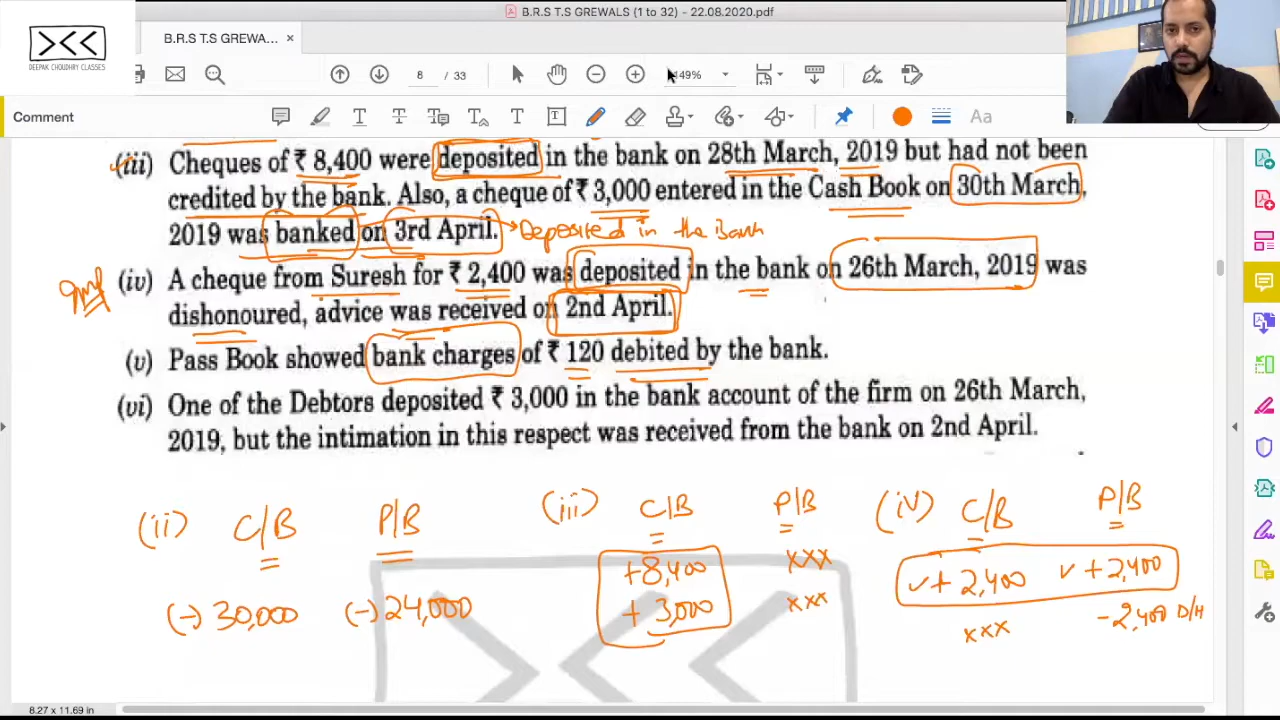 B.R.S T.S GREWALS (1 to 32) - 22.08.2020.pdf
DEEPAK CHOUDHRY CLASSES
B.R.S T.S GREWA... ×
8 / 33
149%
Comment
Aa
(iii) Cheques of ₹ 8,400 were deposited in the bank on 28th March, 2019 but had not been
credited by the bank. Also, a cheque of ₹ 3,000 entered in the Cash Book on 30th March,
2019 was banked on 3rd April. Deposited in the Bank
(iv) A cheque from Suresh for ₹ 2,400 was deposited in the bank on 26th March, 2019 was
dishonoured, advice was received on 2nd April.
(v) Pass Book showed bank charges of ₹ 120 debited by the bank.
(vi) One of the Debtors deposited ₹ 3,000 in the bank account of the firm on 26th March,
2019, but the intimation in this respect was received from the bank on 2nd April.
(ii) C/B P/B
(-) 30,000 (-) 24,000
(iii) C/B P/B
+8,400 xxx
+ 3,000 xxx
(iv) C/B P/B
✓+ 2,400 ✓+2,400
xxx -2,400 D/H
8.27 x 11.69 in